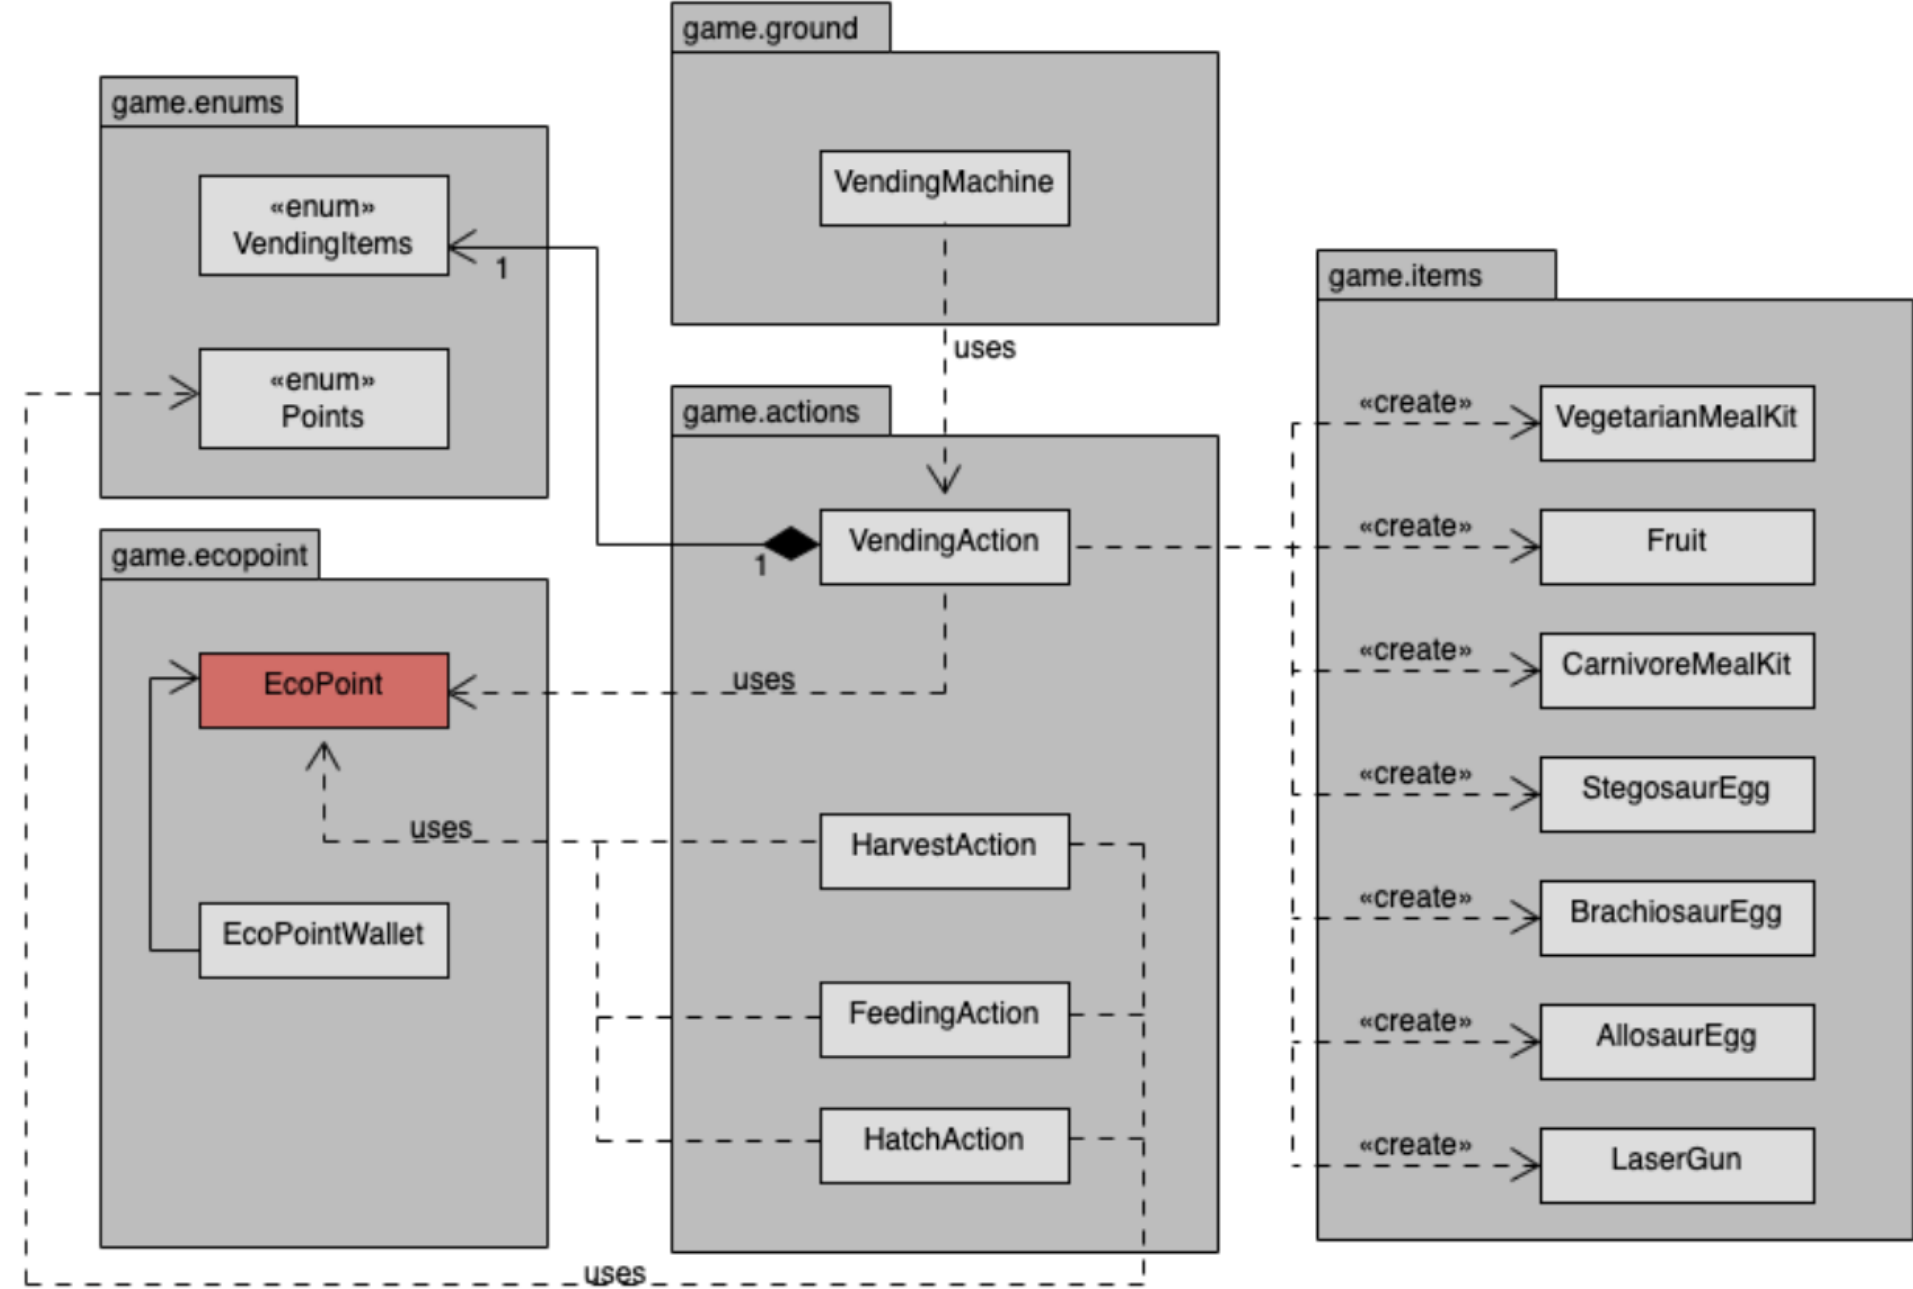 game.ground
game.enums
«enum»
VendingItems
1
«enum»
Points
VendingMachine
uses
game.items
game.actions
VendingAction
1
uses
HarvestAction
FeedingAction
HatchAction
game.ecopoint
EcoPoint
uses
EcoPointWallet
uses
«create»
VegetarianMealKit
«create»
Fruit
«create»
CarnivoreMealKit
«create»
StegosaurEgg
«create»
BrachiosaurEgg
«create»
AllosaurEgg
«create»
LaserGun